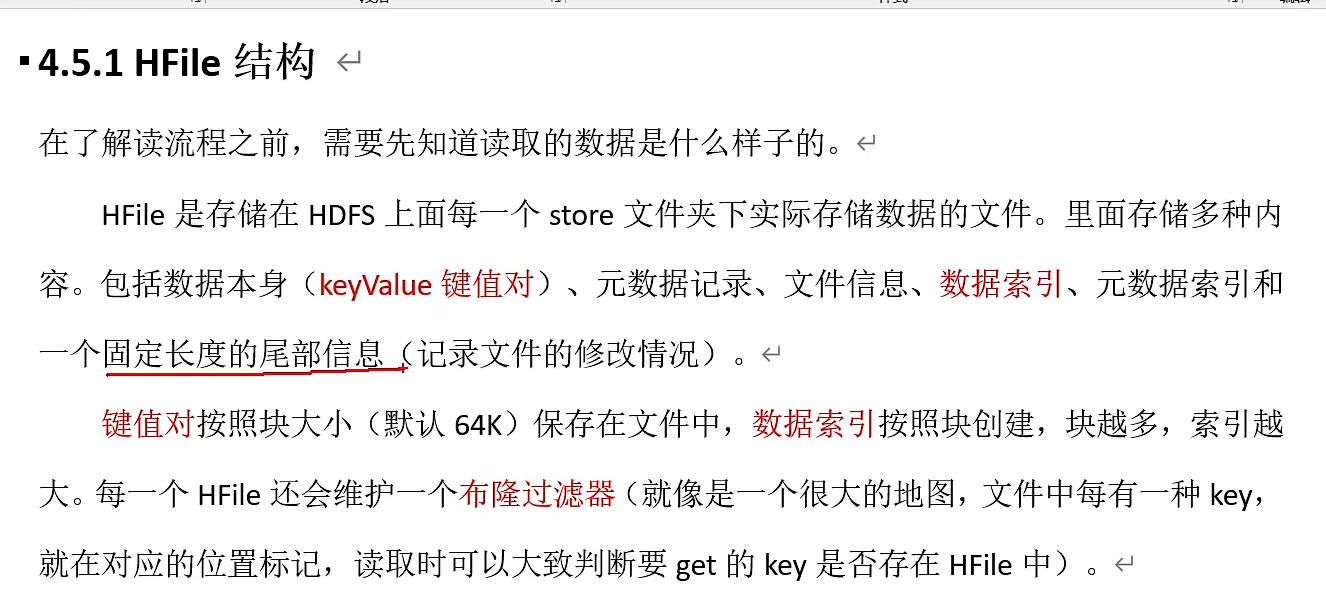 4.5.1 HFile 结构
在了解读流程之前，需要先知道读取的数据是什么样子的。
HFile 是存储在 HDFS 上面每一个 store 文件夹下实际存储数据的文件。里面存储多种内
容。包括数据本身（keyValue 键值对）、元数据记录、文件信息、数据索引、元数据索引和
一个固定长度的尾部信息（记录文件的修改情况）。
键值对按照块大小（默认 64K）保存在文件中，数据索引按照块创建，块越多，索引越
大。每一个 HFile 还会维护一个布隆过滤器（就像是一个很大的地图，文件中每有一种 key，
就在对应的位置标记，读取时可以大致判断要 get 的 key 是否存在 HFile 中）。